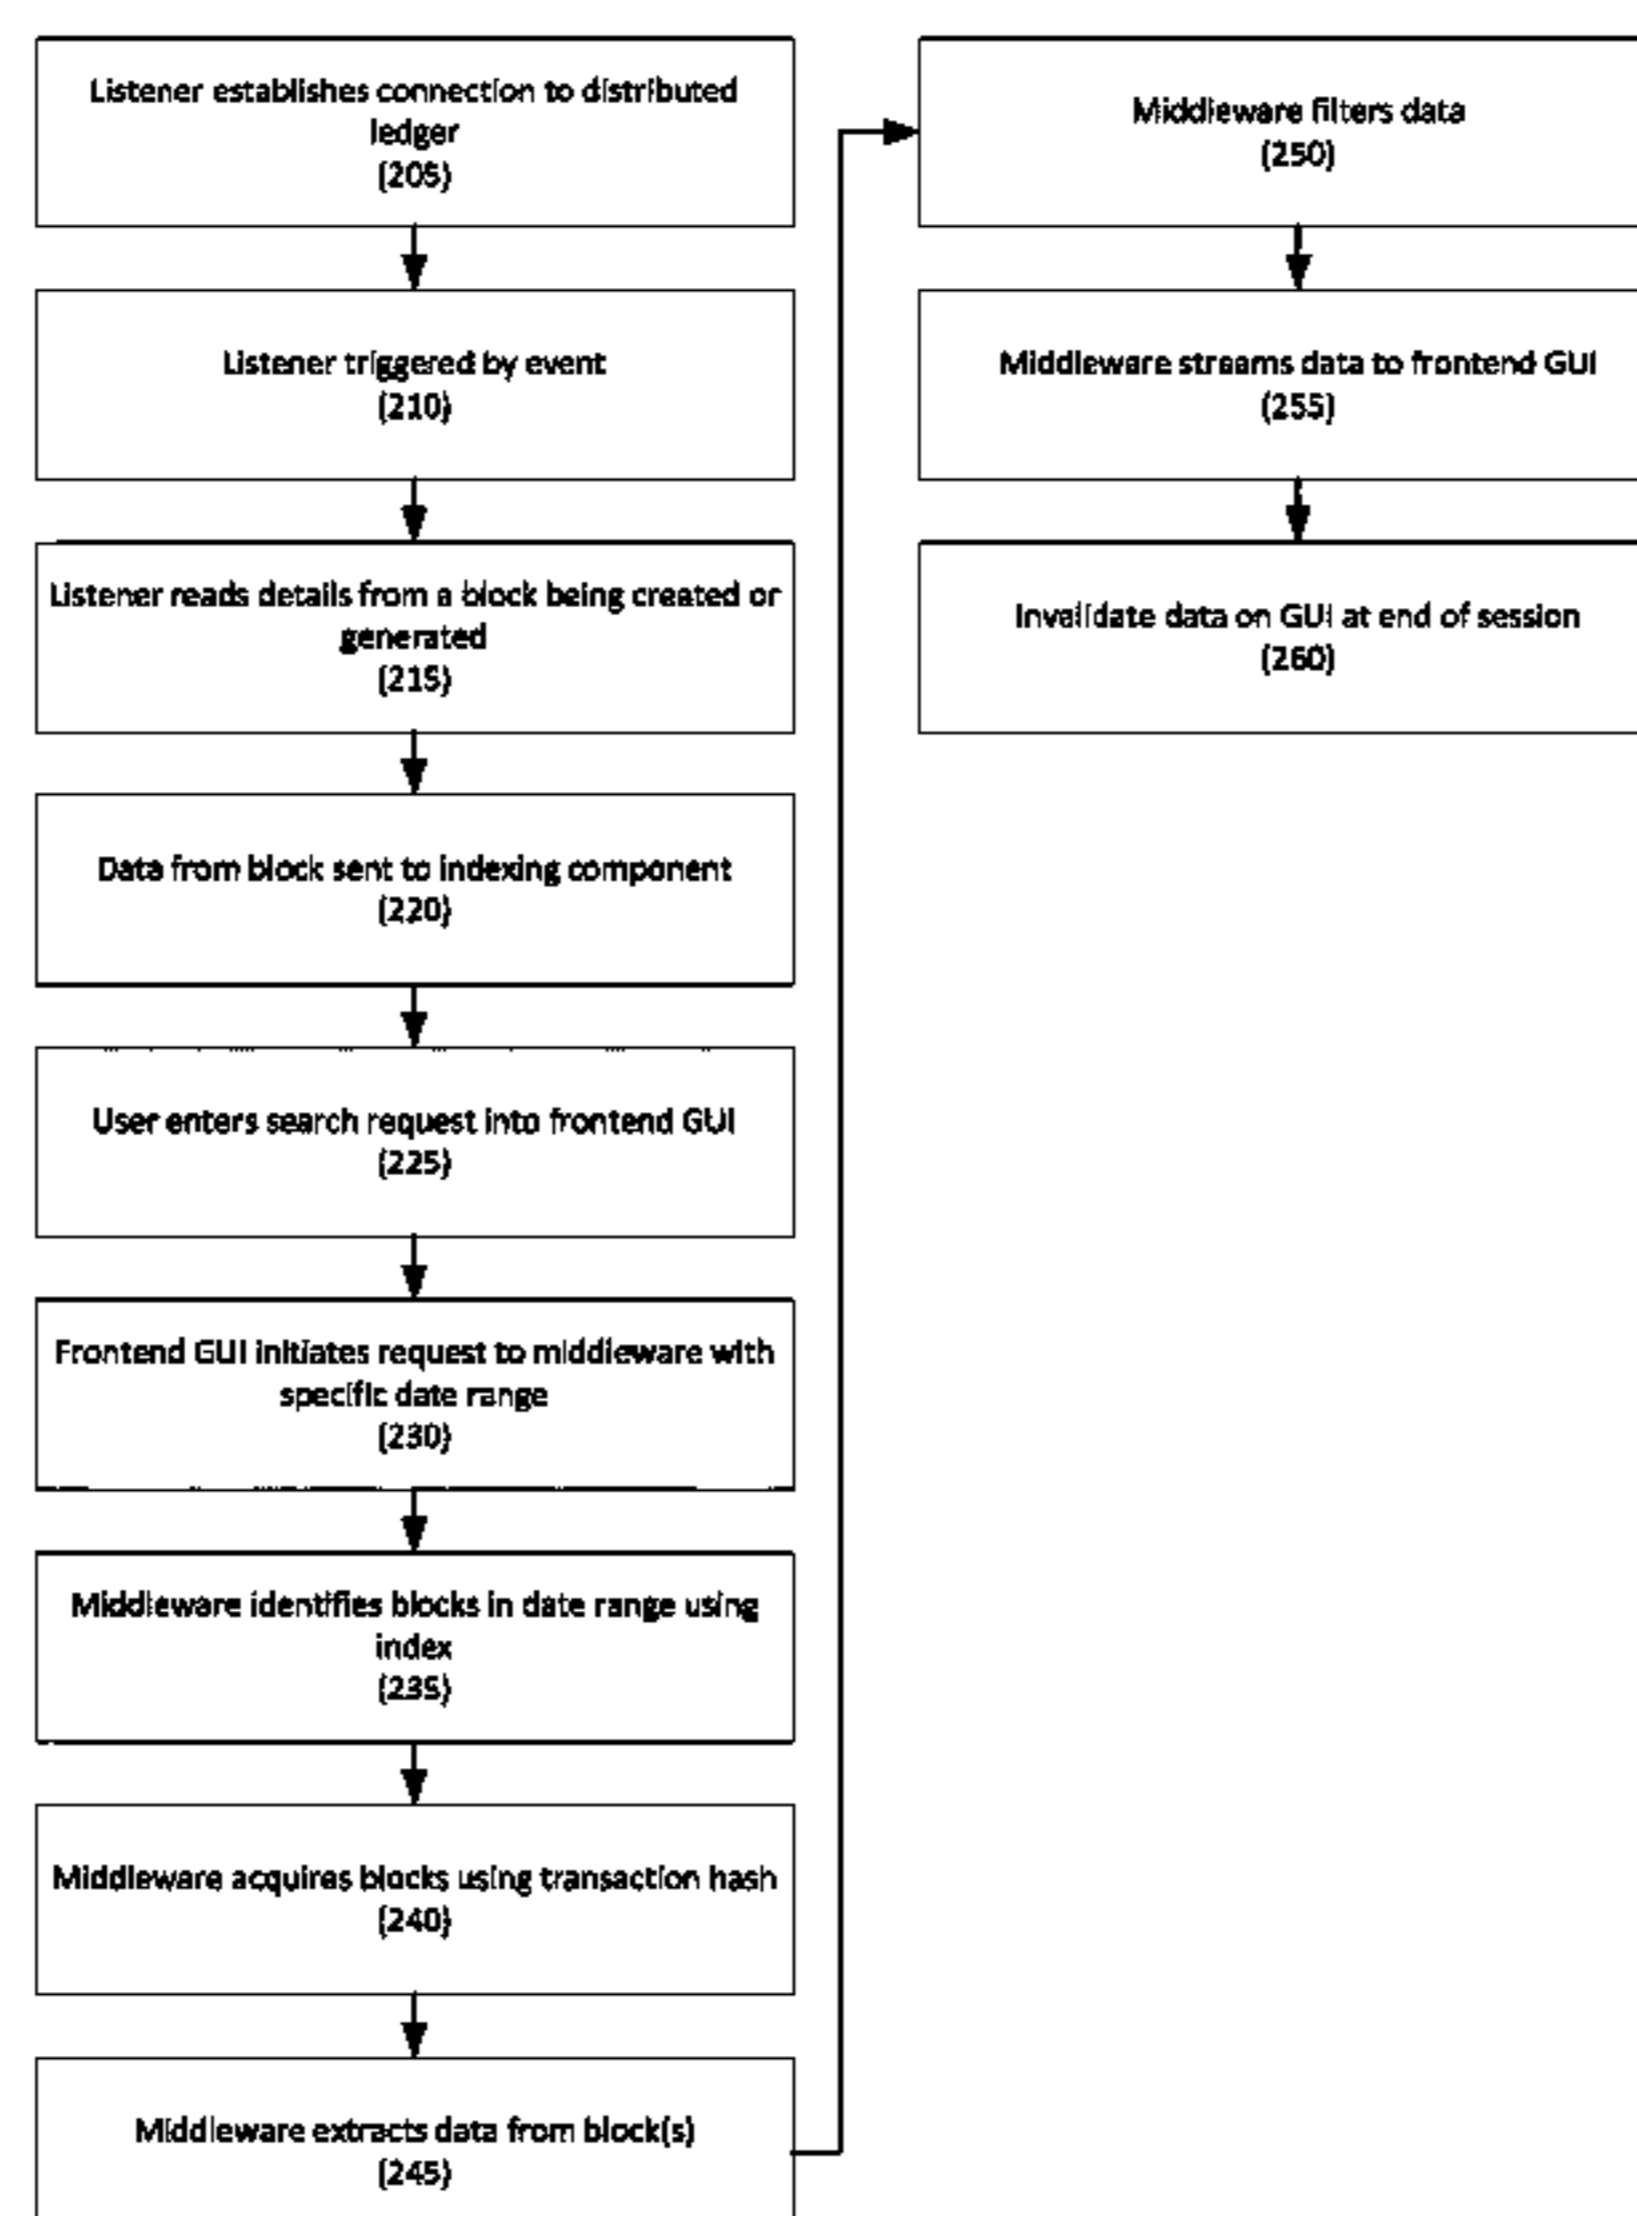 Listener establishes connection to distributed
ledger
(205)
Listener triggered by event
(210)
Listener reads details from a block being created or
generated
(215)
Data from block sent to indexing component
(220)
User enters search request into frontend GUI
(225)
Frontend GUI initiates request to middleware with
specific date range
(230)
Middleware identifies blocks in date range using
index
(235)
Middleware acquires blocks using transaction hash
(240)
Middleware extracts data from block(s)
(245)
Middleware filters data
(250)
Middleware streams data to frontend GUI
(255)
Invalidate data on GUI at end of session
(260)